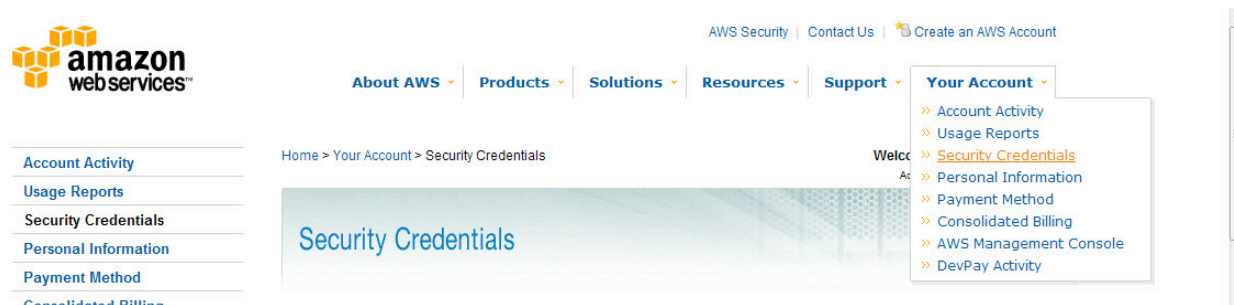 AWS Security | Contact Us | Create an AWS Account
amazon
webservices™
About AWS
Products
Solutions
Resources
Support
Your Account
» Account Activity
» Usage Reports
» Security Credentials
» Personal Information
» Payment Method
» Consolidated Billing
» AWS Management Console
» DevPay Activity
Account Activity
Usage Reports
Security Credentials
Personal Information
Payment Method
Consolidated Billing
Home > Your Account > Security Credentials
Security Credentials